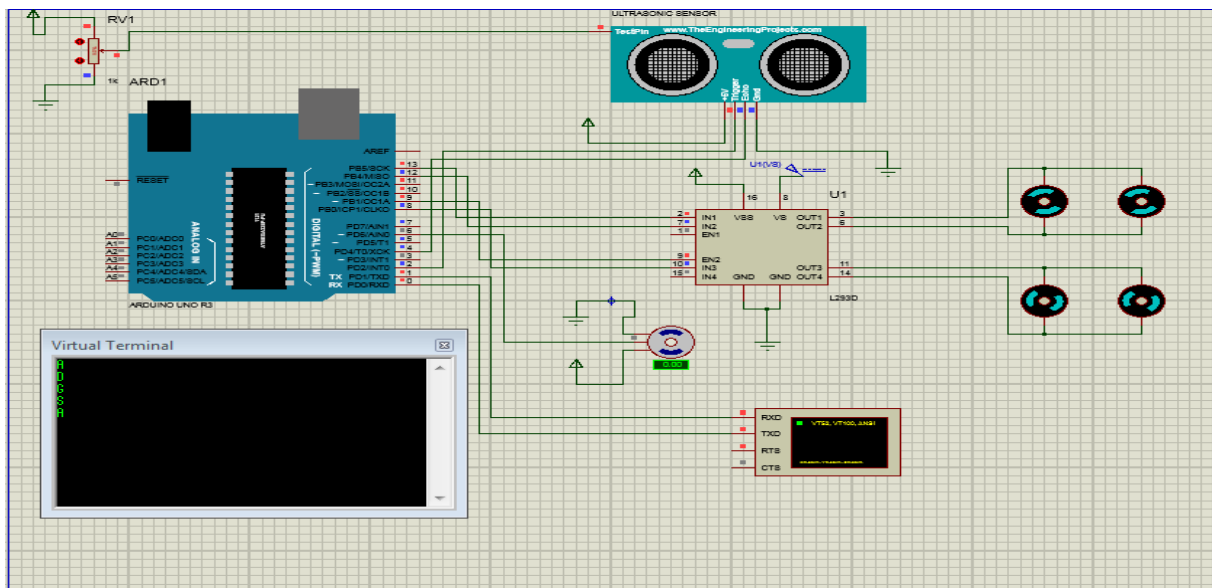 RV1
1k
ULTRASONIC SENSOR
TestPin
www.TheEngineeringProjects.com
+5V
Trigger
Echo
Gnd
ARD1
AREF
RESET
PB5/SCK
PB4/MISO
~PB3/MOSI/OC2A
~PB2/SS/OC1B
~PB1/OC1A
PB0/ICP1/CLKO
PD7/AIN1
~PD6/AIN0
~PD5/T1
PD4/T0/XCK
~PD3/INT1
PD2/INT0
TX PD1/TXD
RX PD0/RXD
13
12
11
10
9
8
7
6
5
4
3
2
1
0
DIGITAL (~PWM)
ANALOG IN
A0
A1
A2
A3
A4
A5
PC0/ADC0
PC1/ADC1
PC2/ADC2
PC3/ADC3
PC4/ADC4/SDA
PC5/ADC5/SCL
ARDUINO UNO R3
U1(VS)
U1
16
8
2
7
1
9
10
15
IN1
IN2
EN1
EN2
IN3
IN4
VSS
VS
GND
GND
OUT1
OUT2
OUT3
OUT4
3
6
11
14
L293D
0.00
Virtual Terminal
A
D
G
S
A
RXD
TXD
RTS
CTS
VT52, VT100, ANSI